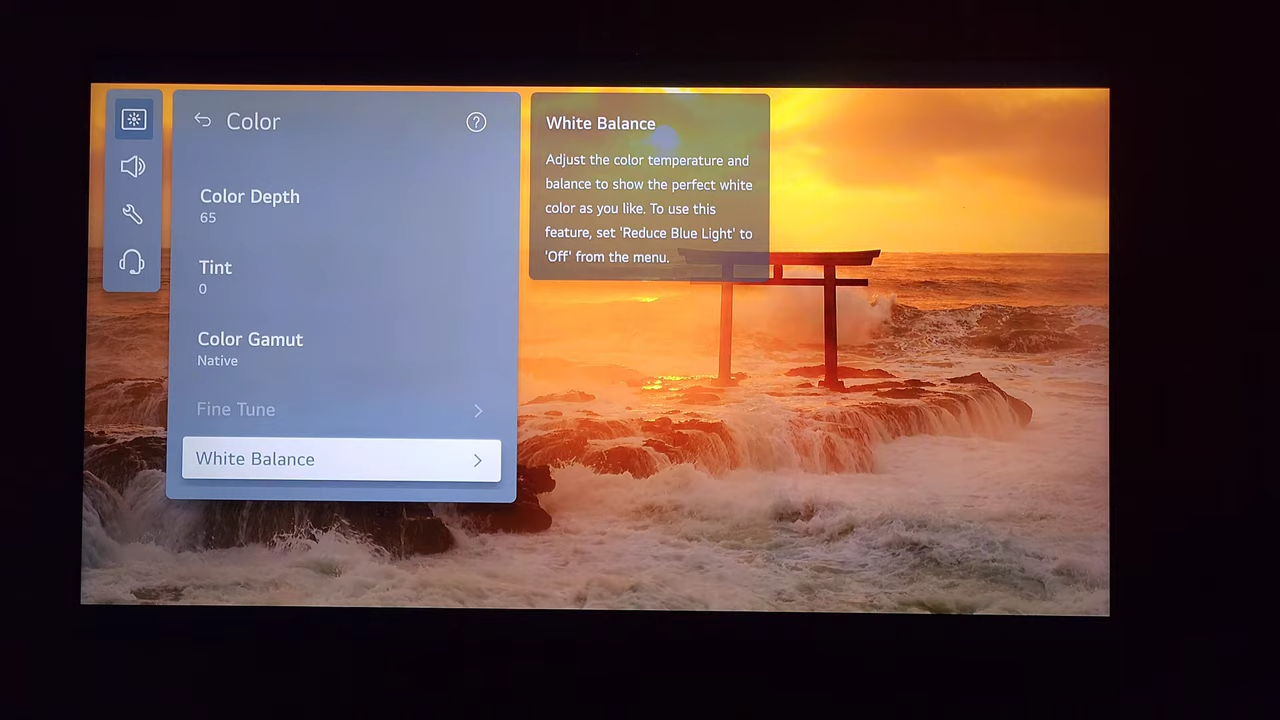 Color
?
Color Depth
65
Tint
0
Color Gamut
Native
Fine Tune
White Balance
White Balance
Adjust the color temperature and
balance to show the perfect white
color as you like. To use this
feature, set 'Reduce Blue Light' to
'Off' from the menu.